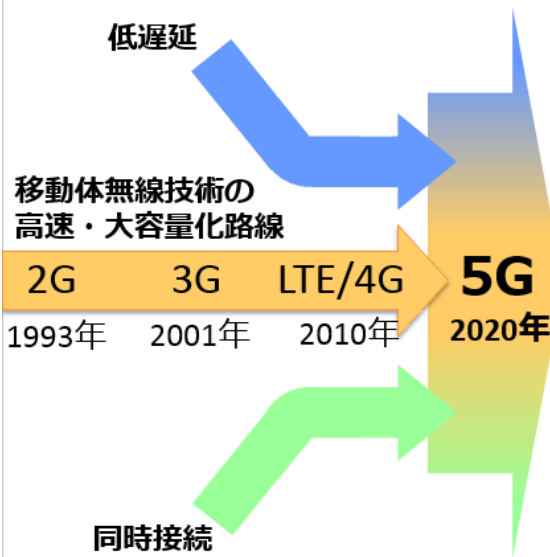 低遅延
移動体無線技術の
高速・大容量化路線
2G 3G LTE/4G 5G
1993年 2001年 2010年 2020年
同時接続